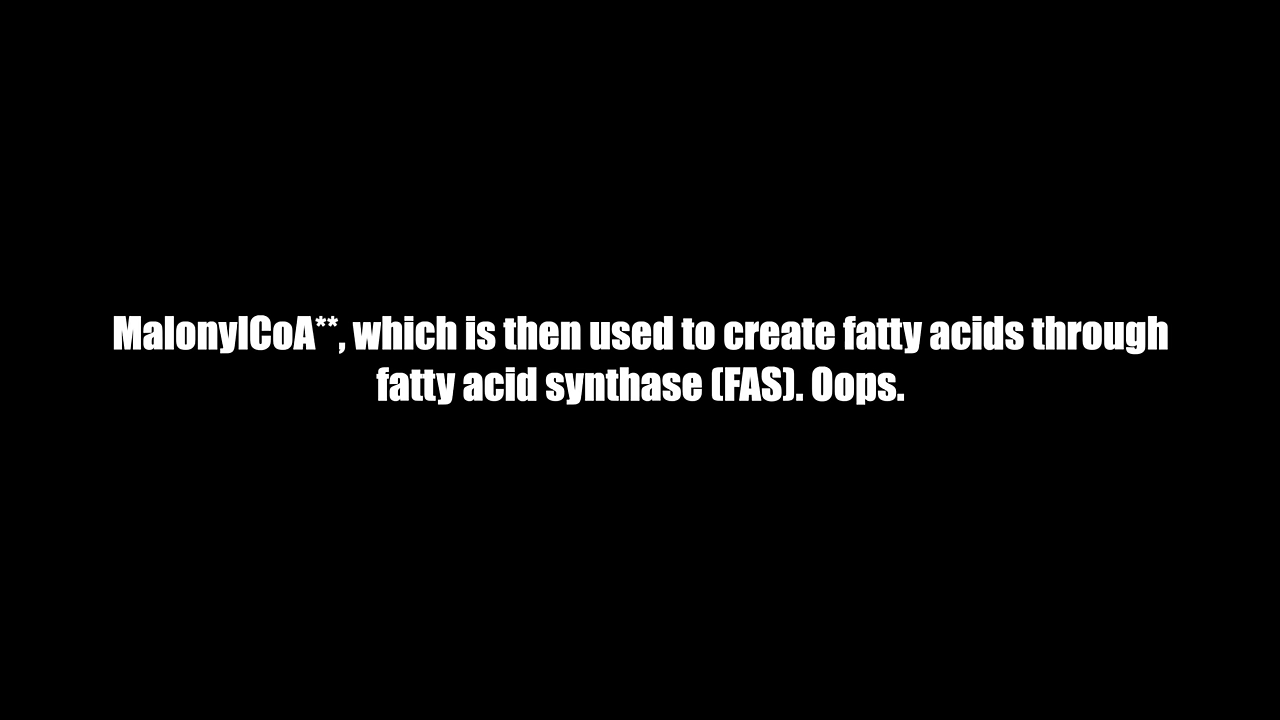 MalonylCoA**, which is then used to create fatty acids through
fatty acid synthase (FAS). Oops.